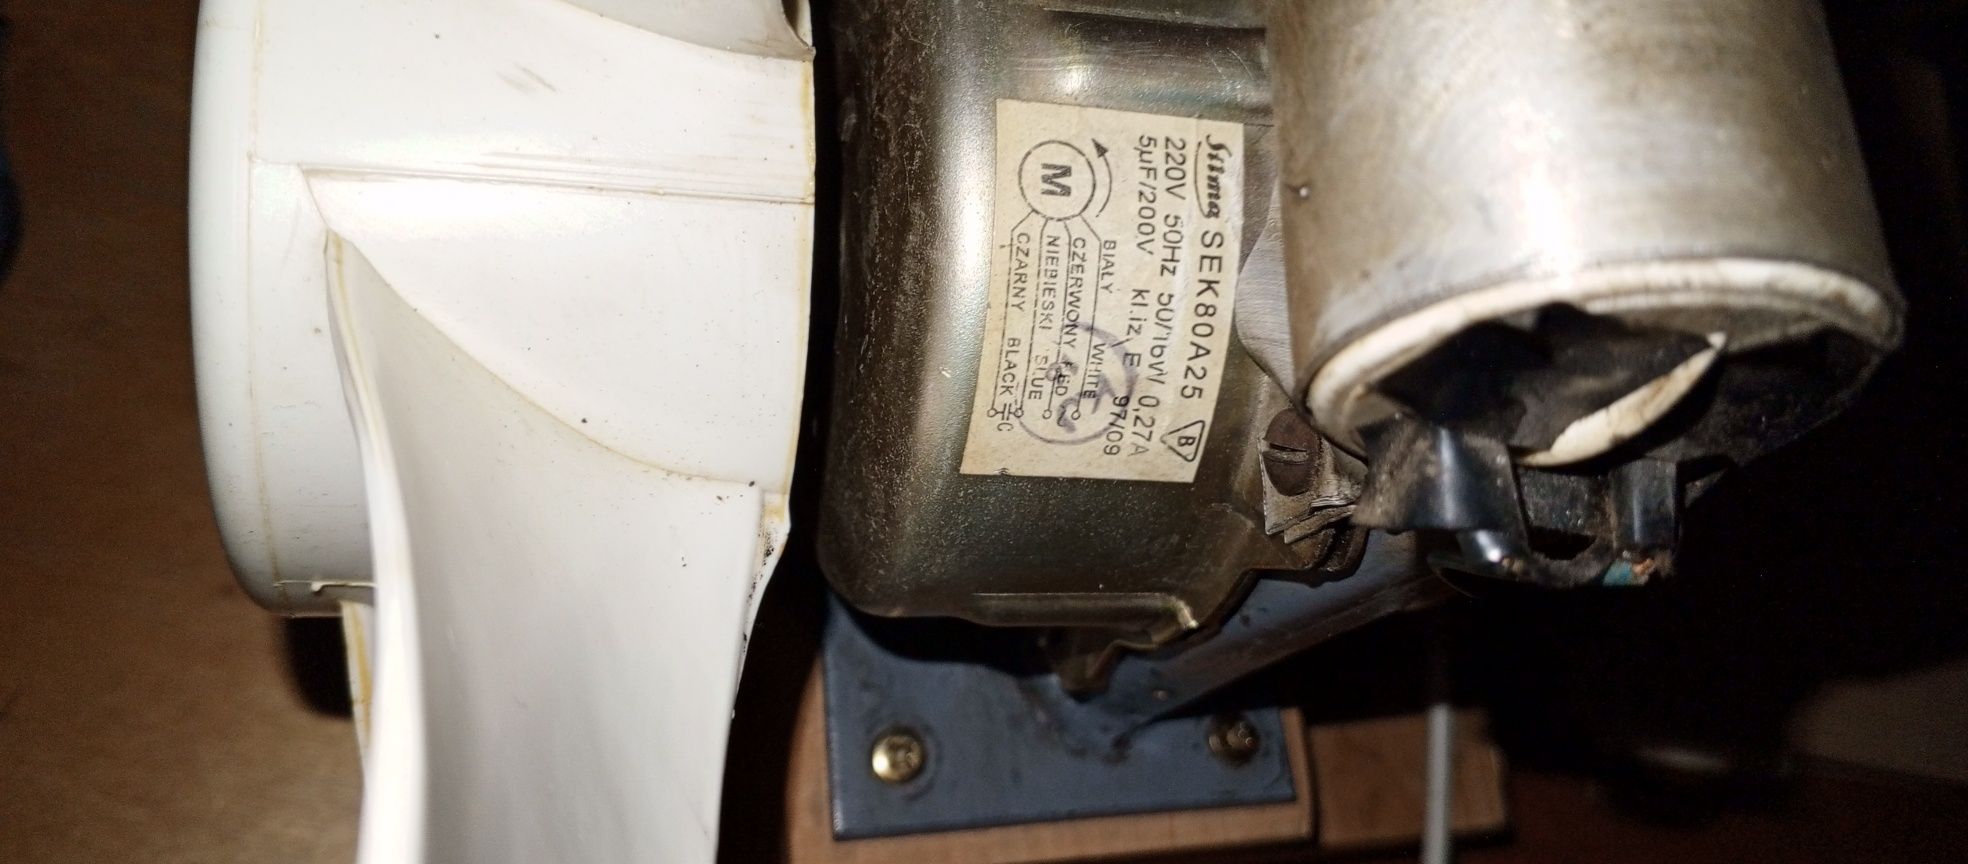 Silma SEK80A25 B
220V 50Hz 50/16W 0,27A
5µF/200V kl.iz. E 97/09
M
BIAŁY WHITE
CZERWONY RED
NIEBIESKI BLUE
CZARNY BLACK C